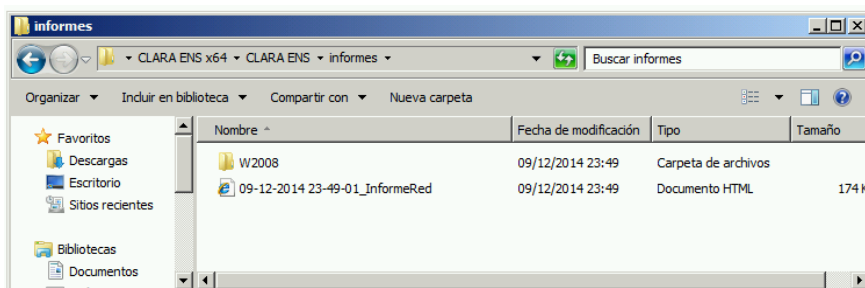 informes
CLARA ENS x64 CLARA ENS informes
Buscar informes
Organizar Incluir en biblioteca Compartir con Nueva carpeta
Favoritos
Descargas
Escritorio
Sitios recientes
Bibliotecas
Documentos
Nombre Fecha de modificación Tipo Tamaño
W2008 09/12/2014 23:49 Carpeta de archivos
09-12-2014 23-49-01_InformeRed 09/12/2014 23:49 Documento HTML 174 K